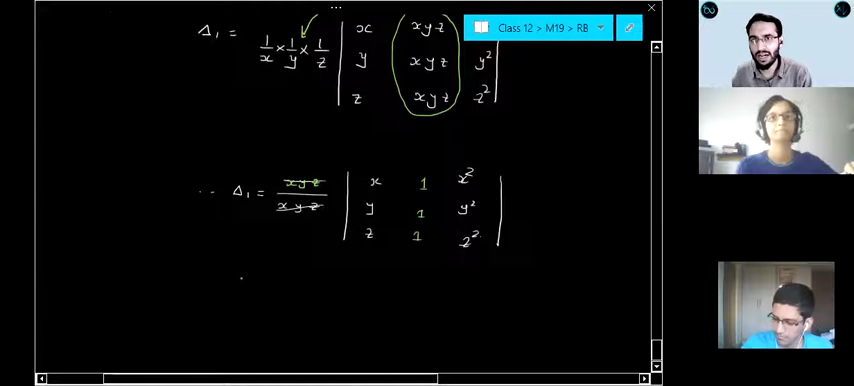 Class 12 > M19 > RB
x xyz
Δ₁ = 1/x × 1/y × 1/z y xyz y²
z xyz z²
x 1 x²
∴ Δ₁ = xyz/xyz y 1 y²
z 1 z²